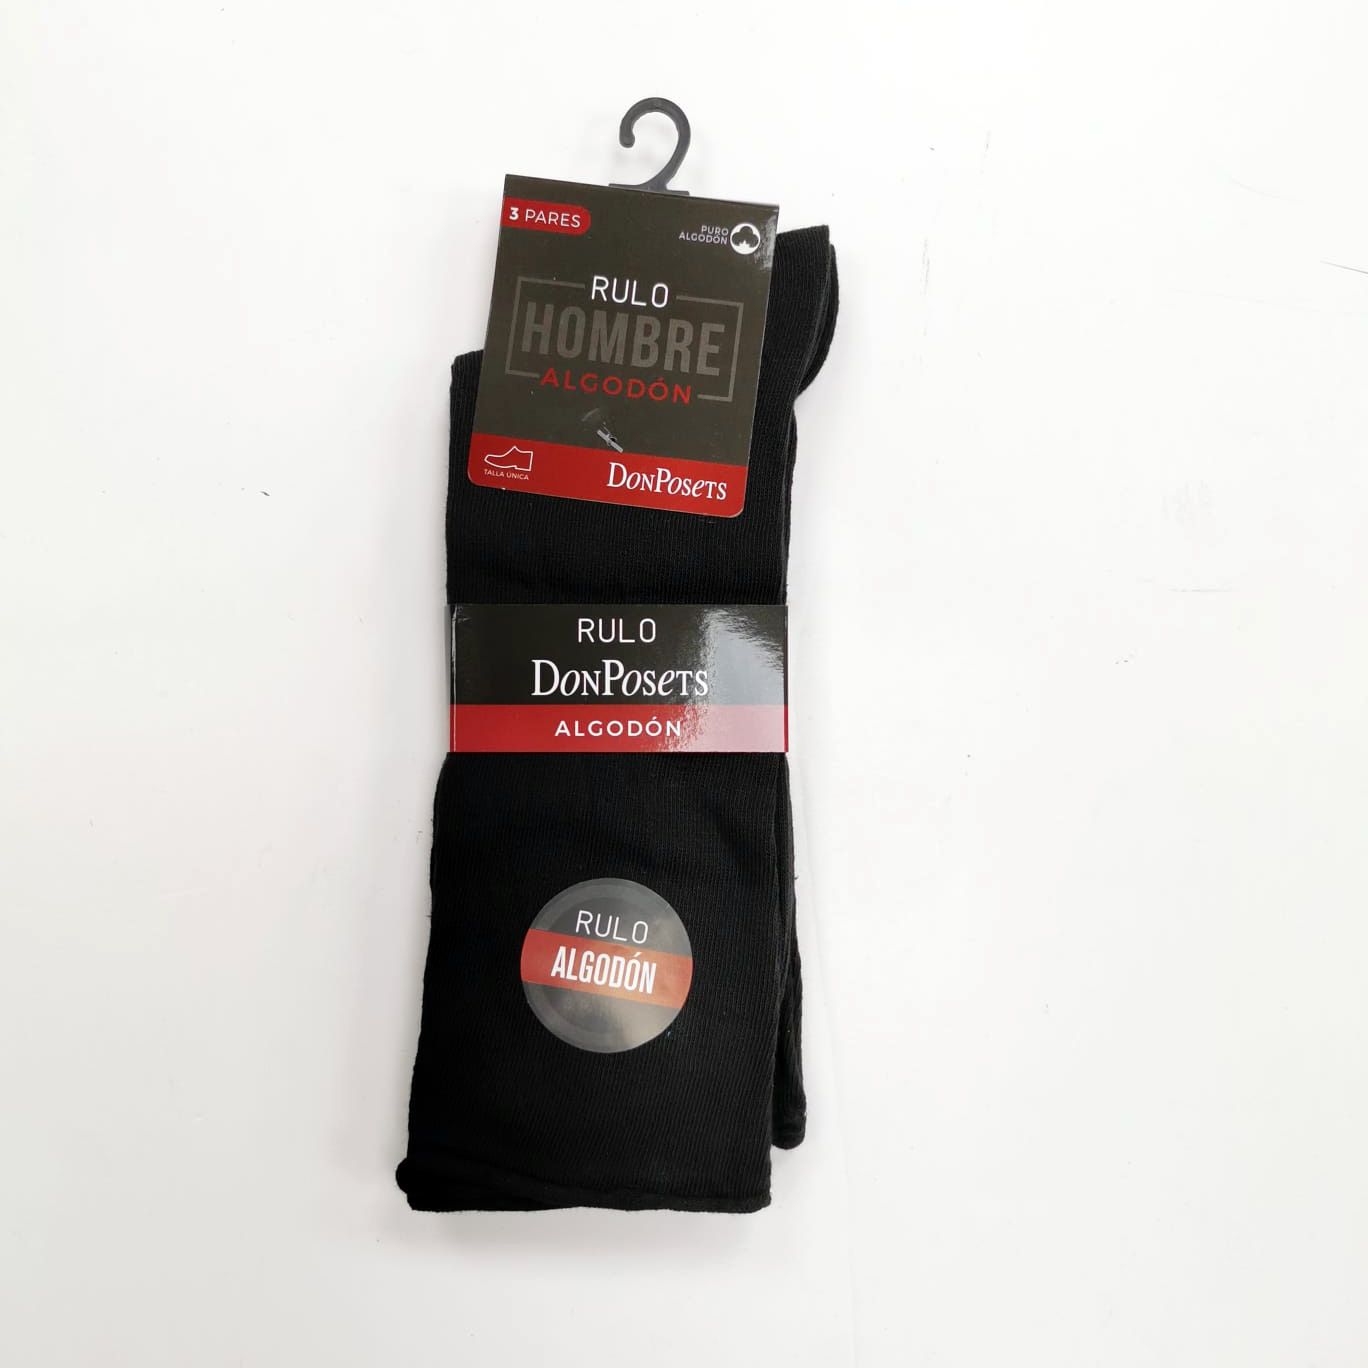 3 PARES
PURO
ALGODÓN
RULO
HOMBRE
ALGODÓN
TALLA ÚNICA
DonPosets
RULO
DonPosets
ALGODÓN
RULO
ALGODÓN